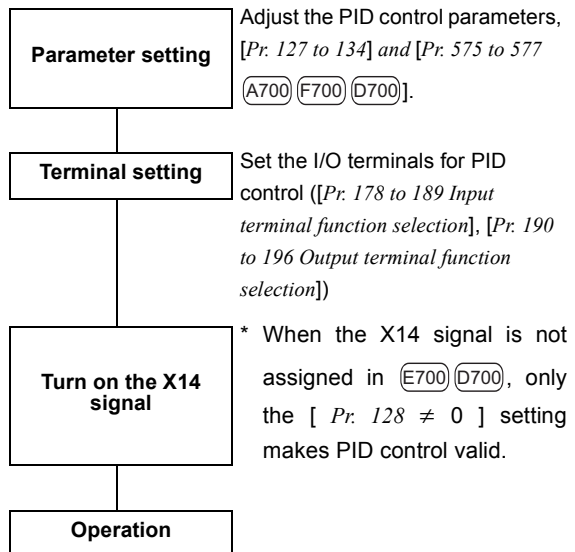 Parameter setting
Adjust the PID control parameters,
[Pr. 127 to 134] and [Pr. 575 to 577
A700 F700 D700].
Terminal setting
Set the I/O terminals for PID
control ([Pr. 178 to 189 Input
terminal function selection], [Pr. 190
to 196 Output terminal function
selection])
Turn on the X14
signal
* When the X14 signal is not
assigned in E700 D700, only
the [ Pr. 128 ≠ 0 ] setting
makes PID control valid.
Operation